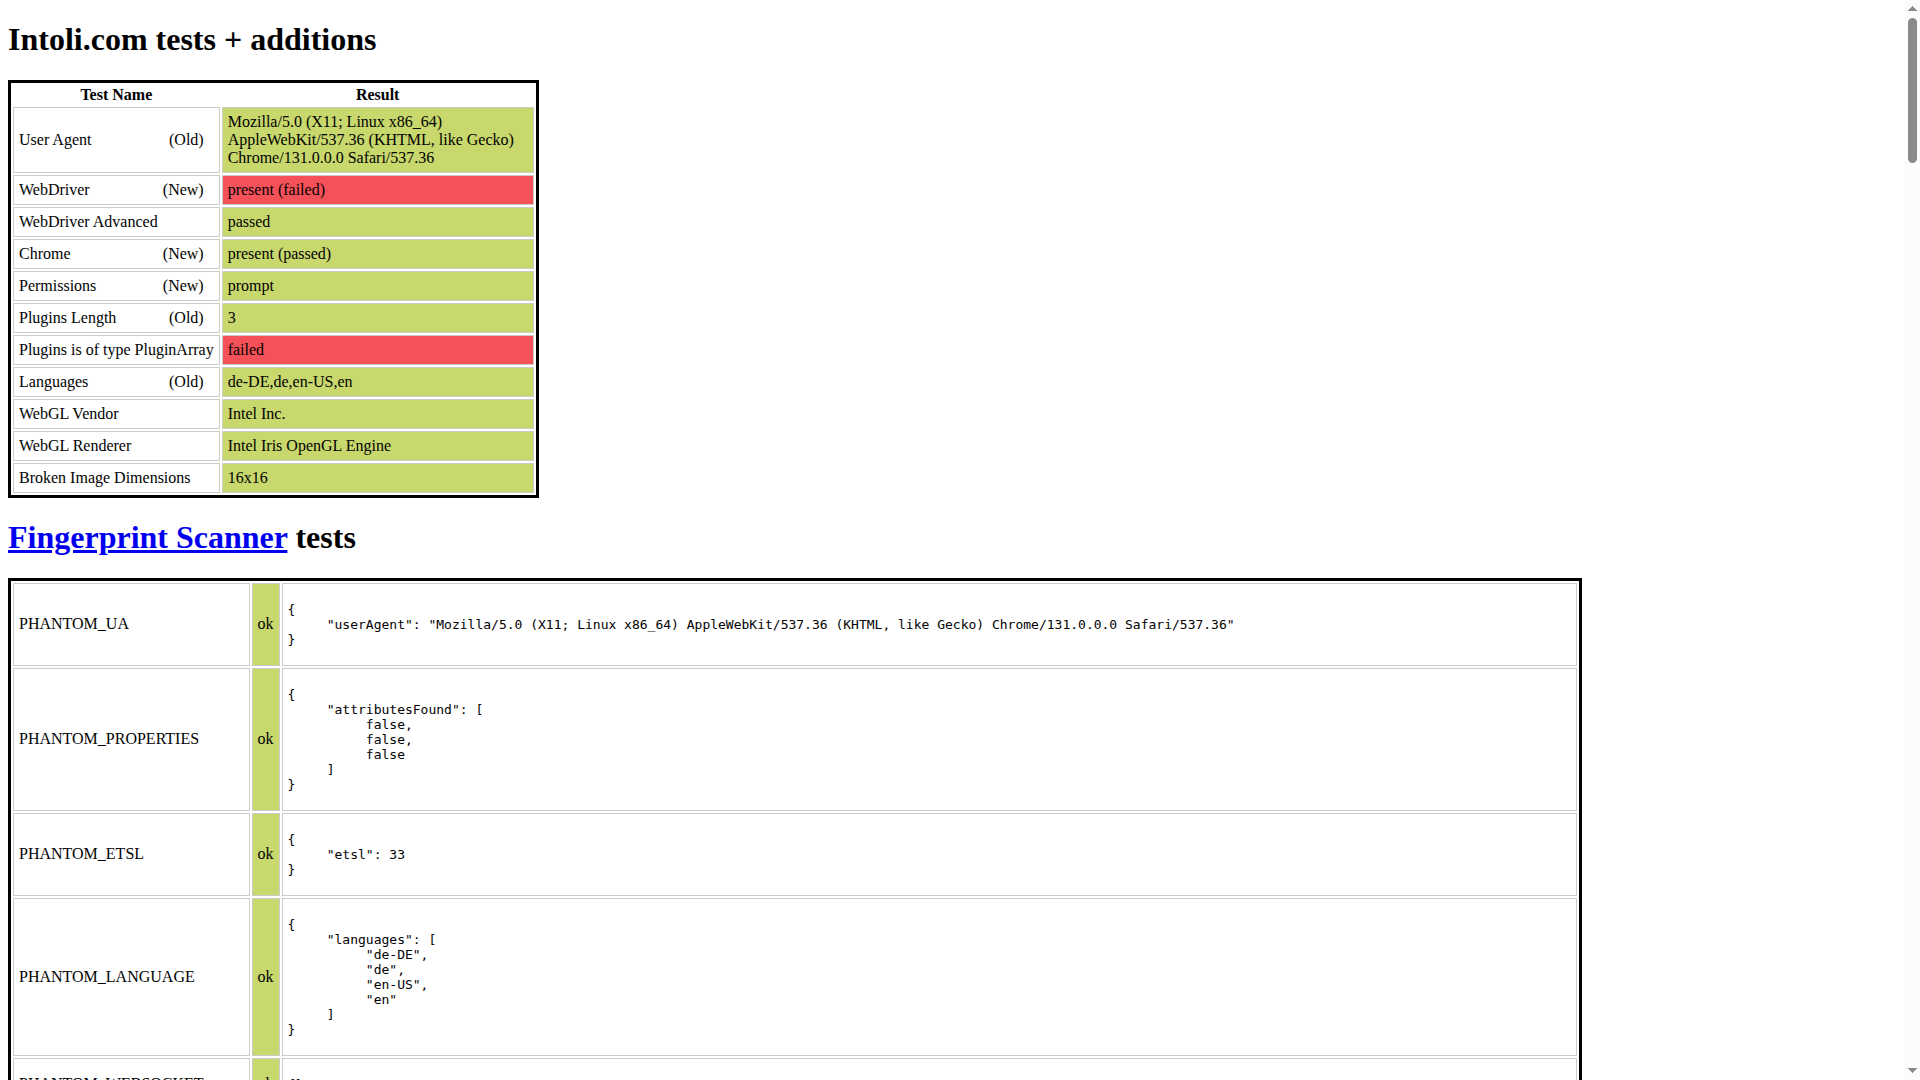 Intoli.com tests + additions
Test Name Result
User Agent (Old) Mozilla/5.0 (X11; Linux x86_64)
AppleWebKit/537.36 (KHTML, like Gecko)
Chrome/131.0.0.0 Safari/537.36
WebDriver (New) present (failed)
WebDriver Advanced passed
Chrome (New) present (passed)
Permissions (New) prompt
Plugins Length (Old) 3
Plugins is of type PluginArray failed
Languages (Old) de-DE,de,en-US,en
WebGL Vendor Intel Inc.
WebGL Renderer Intel Iris OpenGL Engine
Broken Image Dimensions 16x16
Fingerprint Scanner tests
PHANTOM_UA ok
{
"userAgent": "Mozilla/5.0 (X11; Linux x86_64) AppleWebKit/537.36 (KHTML, like Gecko) Chrome/131.0.0.0 Safari/537.36"
}
PHANTOM_PROPERTIES ok
{
"attributesFound": [
false,
false,
false
]
}
PHANTOM_ETSL ok
{
"etsl": 33
}
PHANTOM_LANGUAGE ok
{
"languages": [
"de-DE",
"de",
"en-US",
"en"
]
}